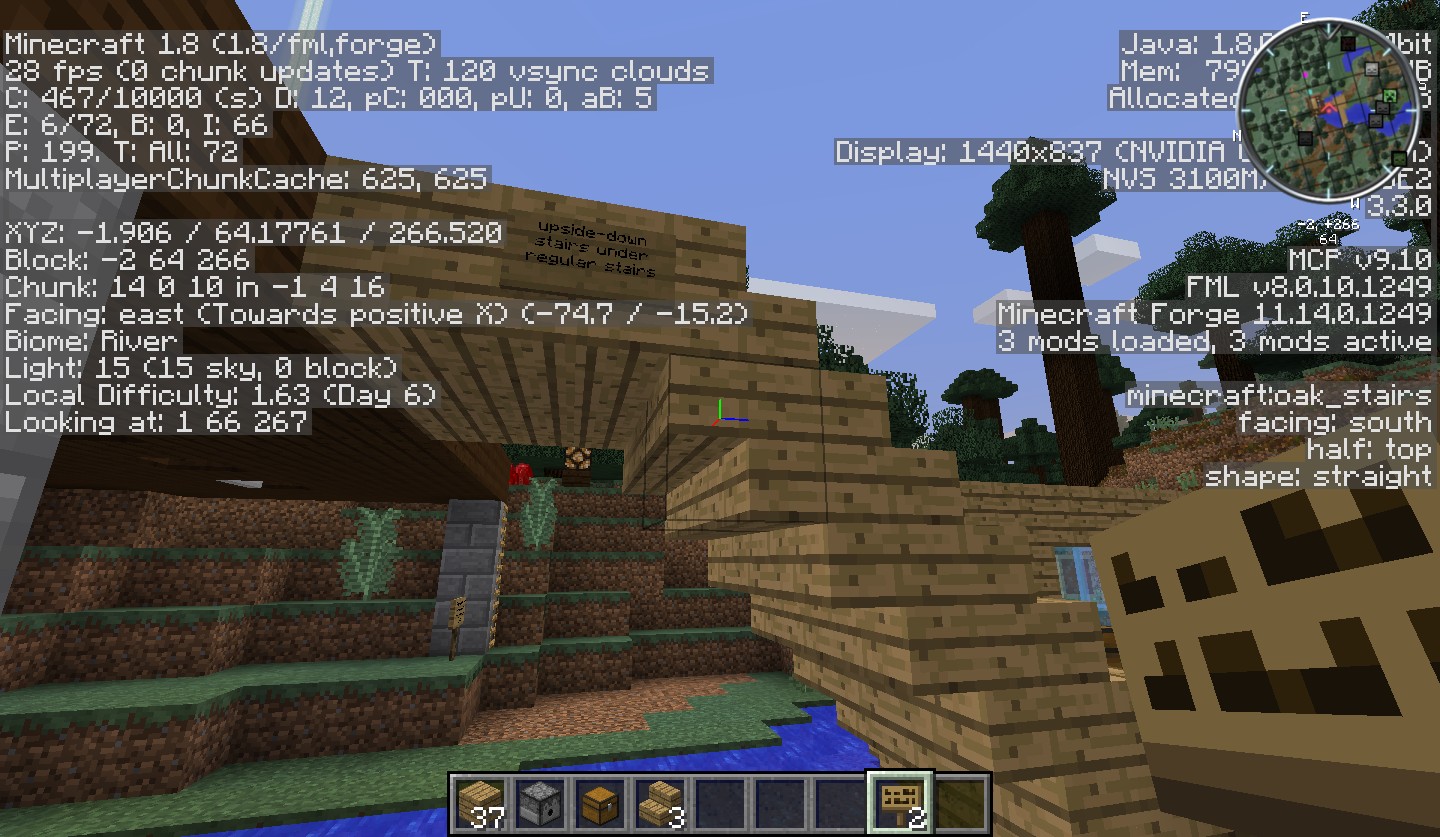 Minecraft 1.8 (1.8/fml,forge)
28 fps (0 chunk updates) T: 120 vsync clouds
C: 467/10000 (s) D: 12, pC: 000, pU: 0, aB: 5
E: 6/72, B: 0, I: 66
P: 199. T: All: 72
MultiplayerChunkCache: 625, 625
XYZ: -1.906 / 64.17761 / 266.520
Block: -2 64 266
Chunk: 14 0 10 in -1 4 16
Facing: east (Towards positive X) (-74.7 / -15.2)
Biome: River
Light: 15 (15 sky, 0 block)
Local Difficulty: 1.63 (Day 6)
Looking at: 1 66 267
upside-down
stairs under
regular stairs
Java: 1.8.
Mem: 79
Allocated
Display: 1440x837 (NVIDIA
NVS 3100M
3.3.0
MCP v9.10
FML v8.0.10.1249
Minecraft Forge 11.14.0.1249
3 mods loaded, 3 mods active
minecraft:oak_stairs
facing: south
half: top
shape: straight
N
W
-2, +266
64
37
3
2